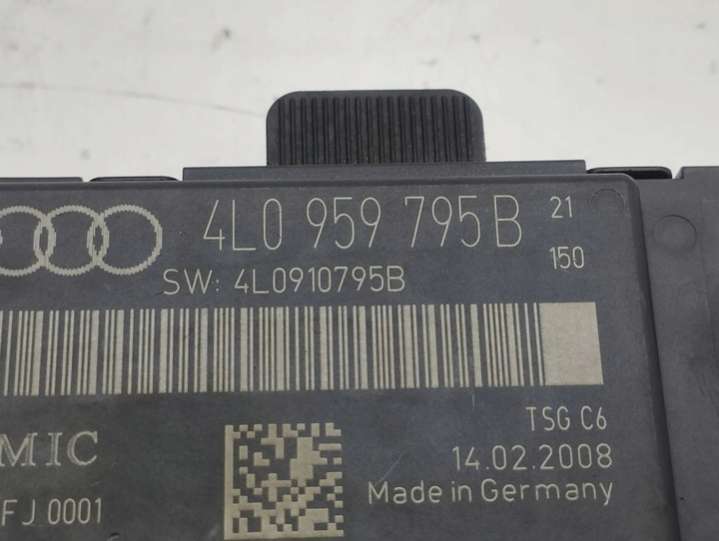 4L0 959 795 B 21
SW: 4L0910795B 150
TSG C6
MIC 14.02.2008
FJ 0001 Made in Germany